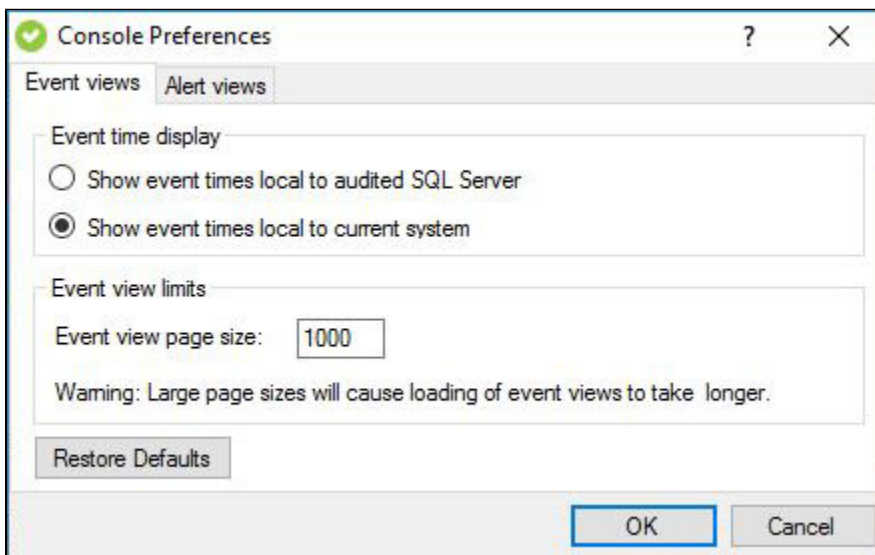 Console Preferences ?
Event views Alert views
Event time display
Show event times local to audited SQL Server
Show event times local to current system
Event view limits
Event view page size: 1000
Warning: Large page sizes will cause loading of event views to take longer.
Restore Defaults
OK Cancel